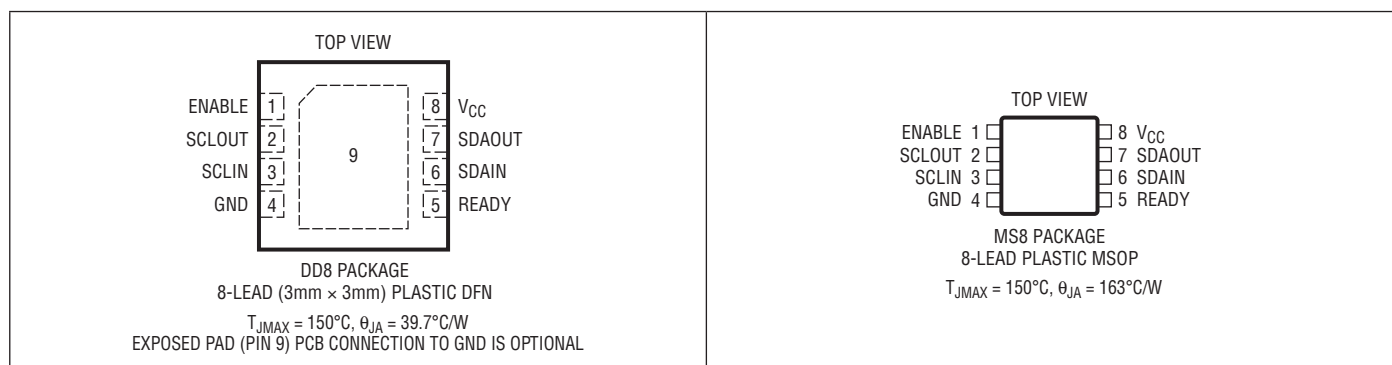 TOP VIEW
ENABLE 1 8 VCC
SCLOUT 2 7 SDAOUT
9
SCLIN 3 6 SDAIN
GND 4 5 READY
DD8 PACKAGE
8-LEAD (3mm × 3mm) PLASTIC DFN
TJMAX = 150°C, θJA = 39.7°C/W
EXPOSED PAD (PIN 9) PCB CONNECTION TO GND IS OPTIONAL
TOP VIEW
ENABLE 1 8 VCC
SCLOUT 2 7 SDAOUT
SCLIN 3 6 SDAIN
GND 4 5 READY
MS8 PACKAGE
8-LEAD PLASTIC MSOP
TJMAX = 150°C, θJA = 163°C/W